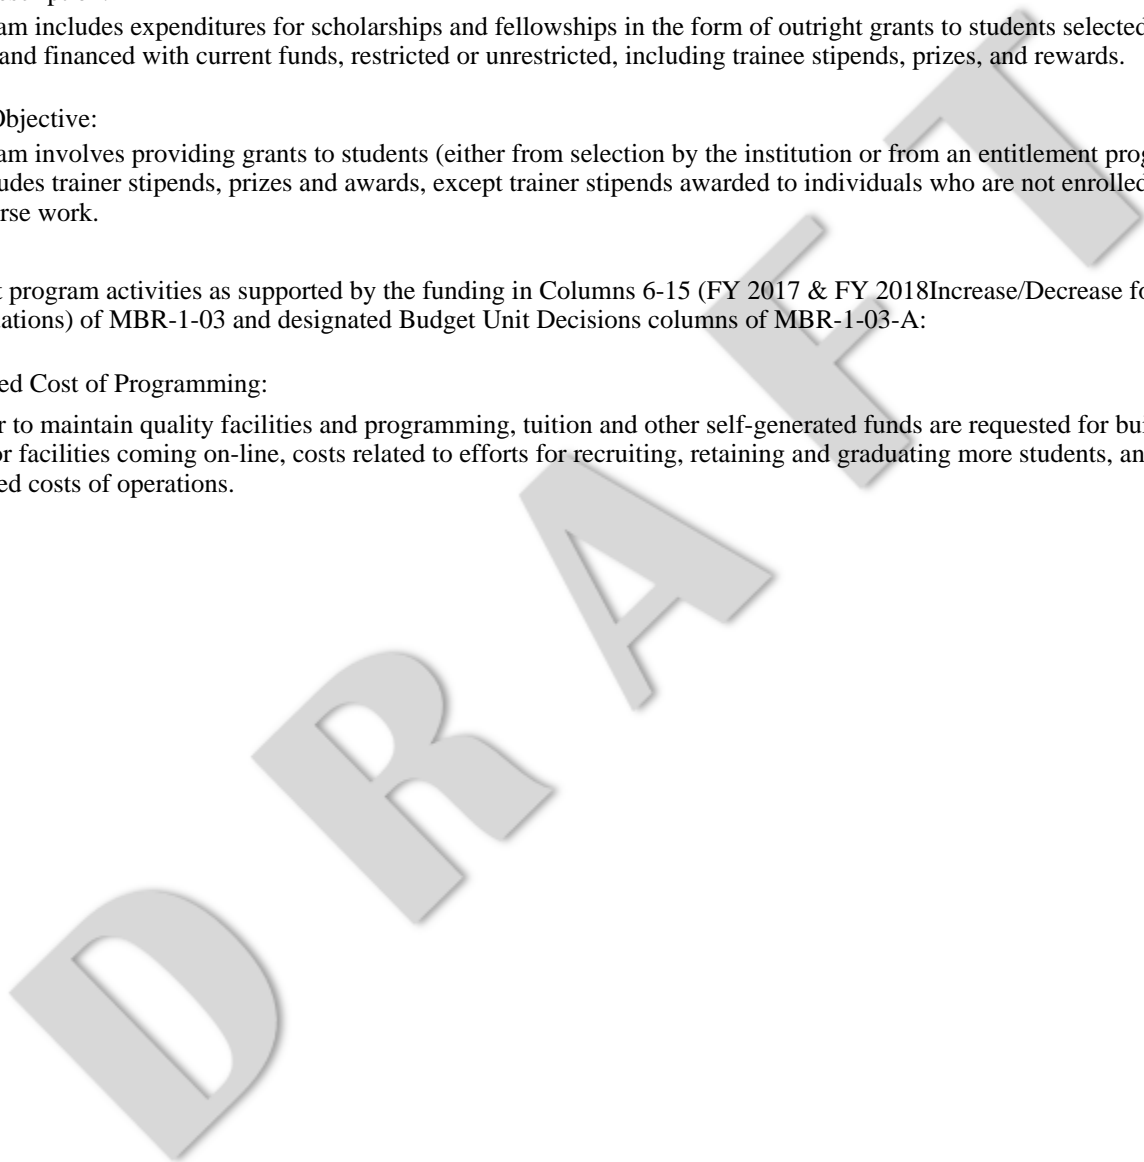 am includes expenditures for scholarships and fellowships in the form of outright grants to students selected
and financed with current funds, restricted or unrestricted, including trainee stipends, prizes, and rewards.
Objective:
am involves providing grants to students (either from selection by the institution or from an entitlement prog
udes trainer stipends, prizes and awards, except trainer stipends awarded to individuals who are not enrolled
rse work.
t program activities as supported by the funding in Columns 6-15 (FY 2017 & FY 2018Increase/Decrease fo
ations) of MBR-1-03 and designated Budget Unit Decisions columns of MBR-1-03-A:
ed Cost of Programming:
r to maintain quality facilities and programming, tuition and other self-generated funds are requested for bui
or facilities coming on-line, costs related to efforts for recruiting, retaining and graduating more students, an
ed costs of operations.
DRAFT